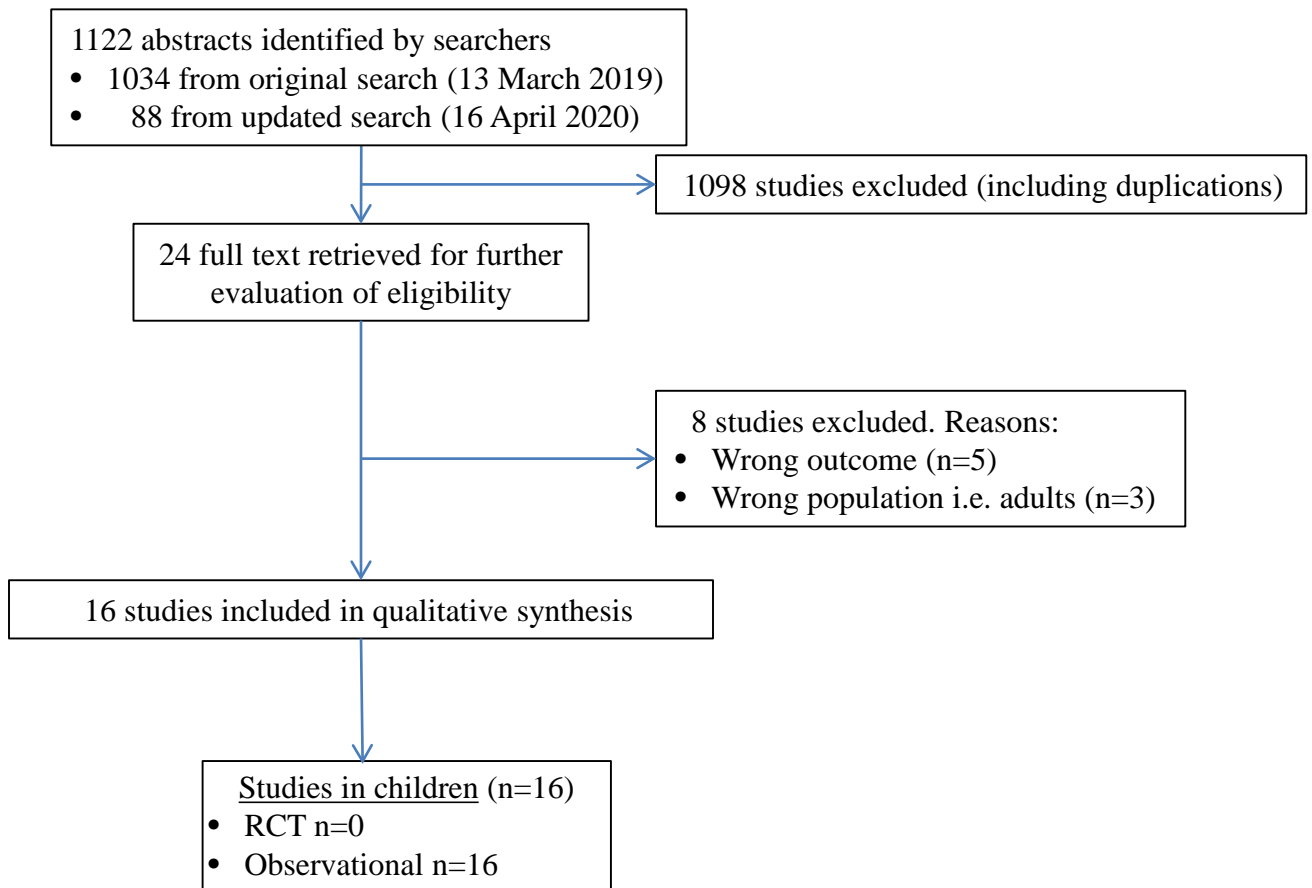 1122 abstracts identified by searchers
• 1034 from original search (13 March 2019)
• 88 from updated search (16 April 2020)
1098 studies excluded (including duplications)
24 full text retrieved for further
evaluation of eligibility
8 studies excluded. Reasons:
• Wrong outcome (n=5)
• Wrong population i.e. adults (n=3)
16 studies included in qualitative synthesis
Studies in children (n=16)
• RCT n=0
• Observational n=16